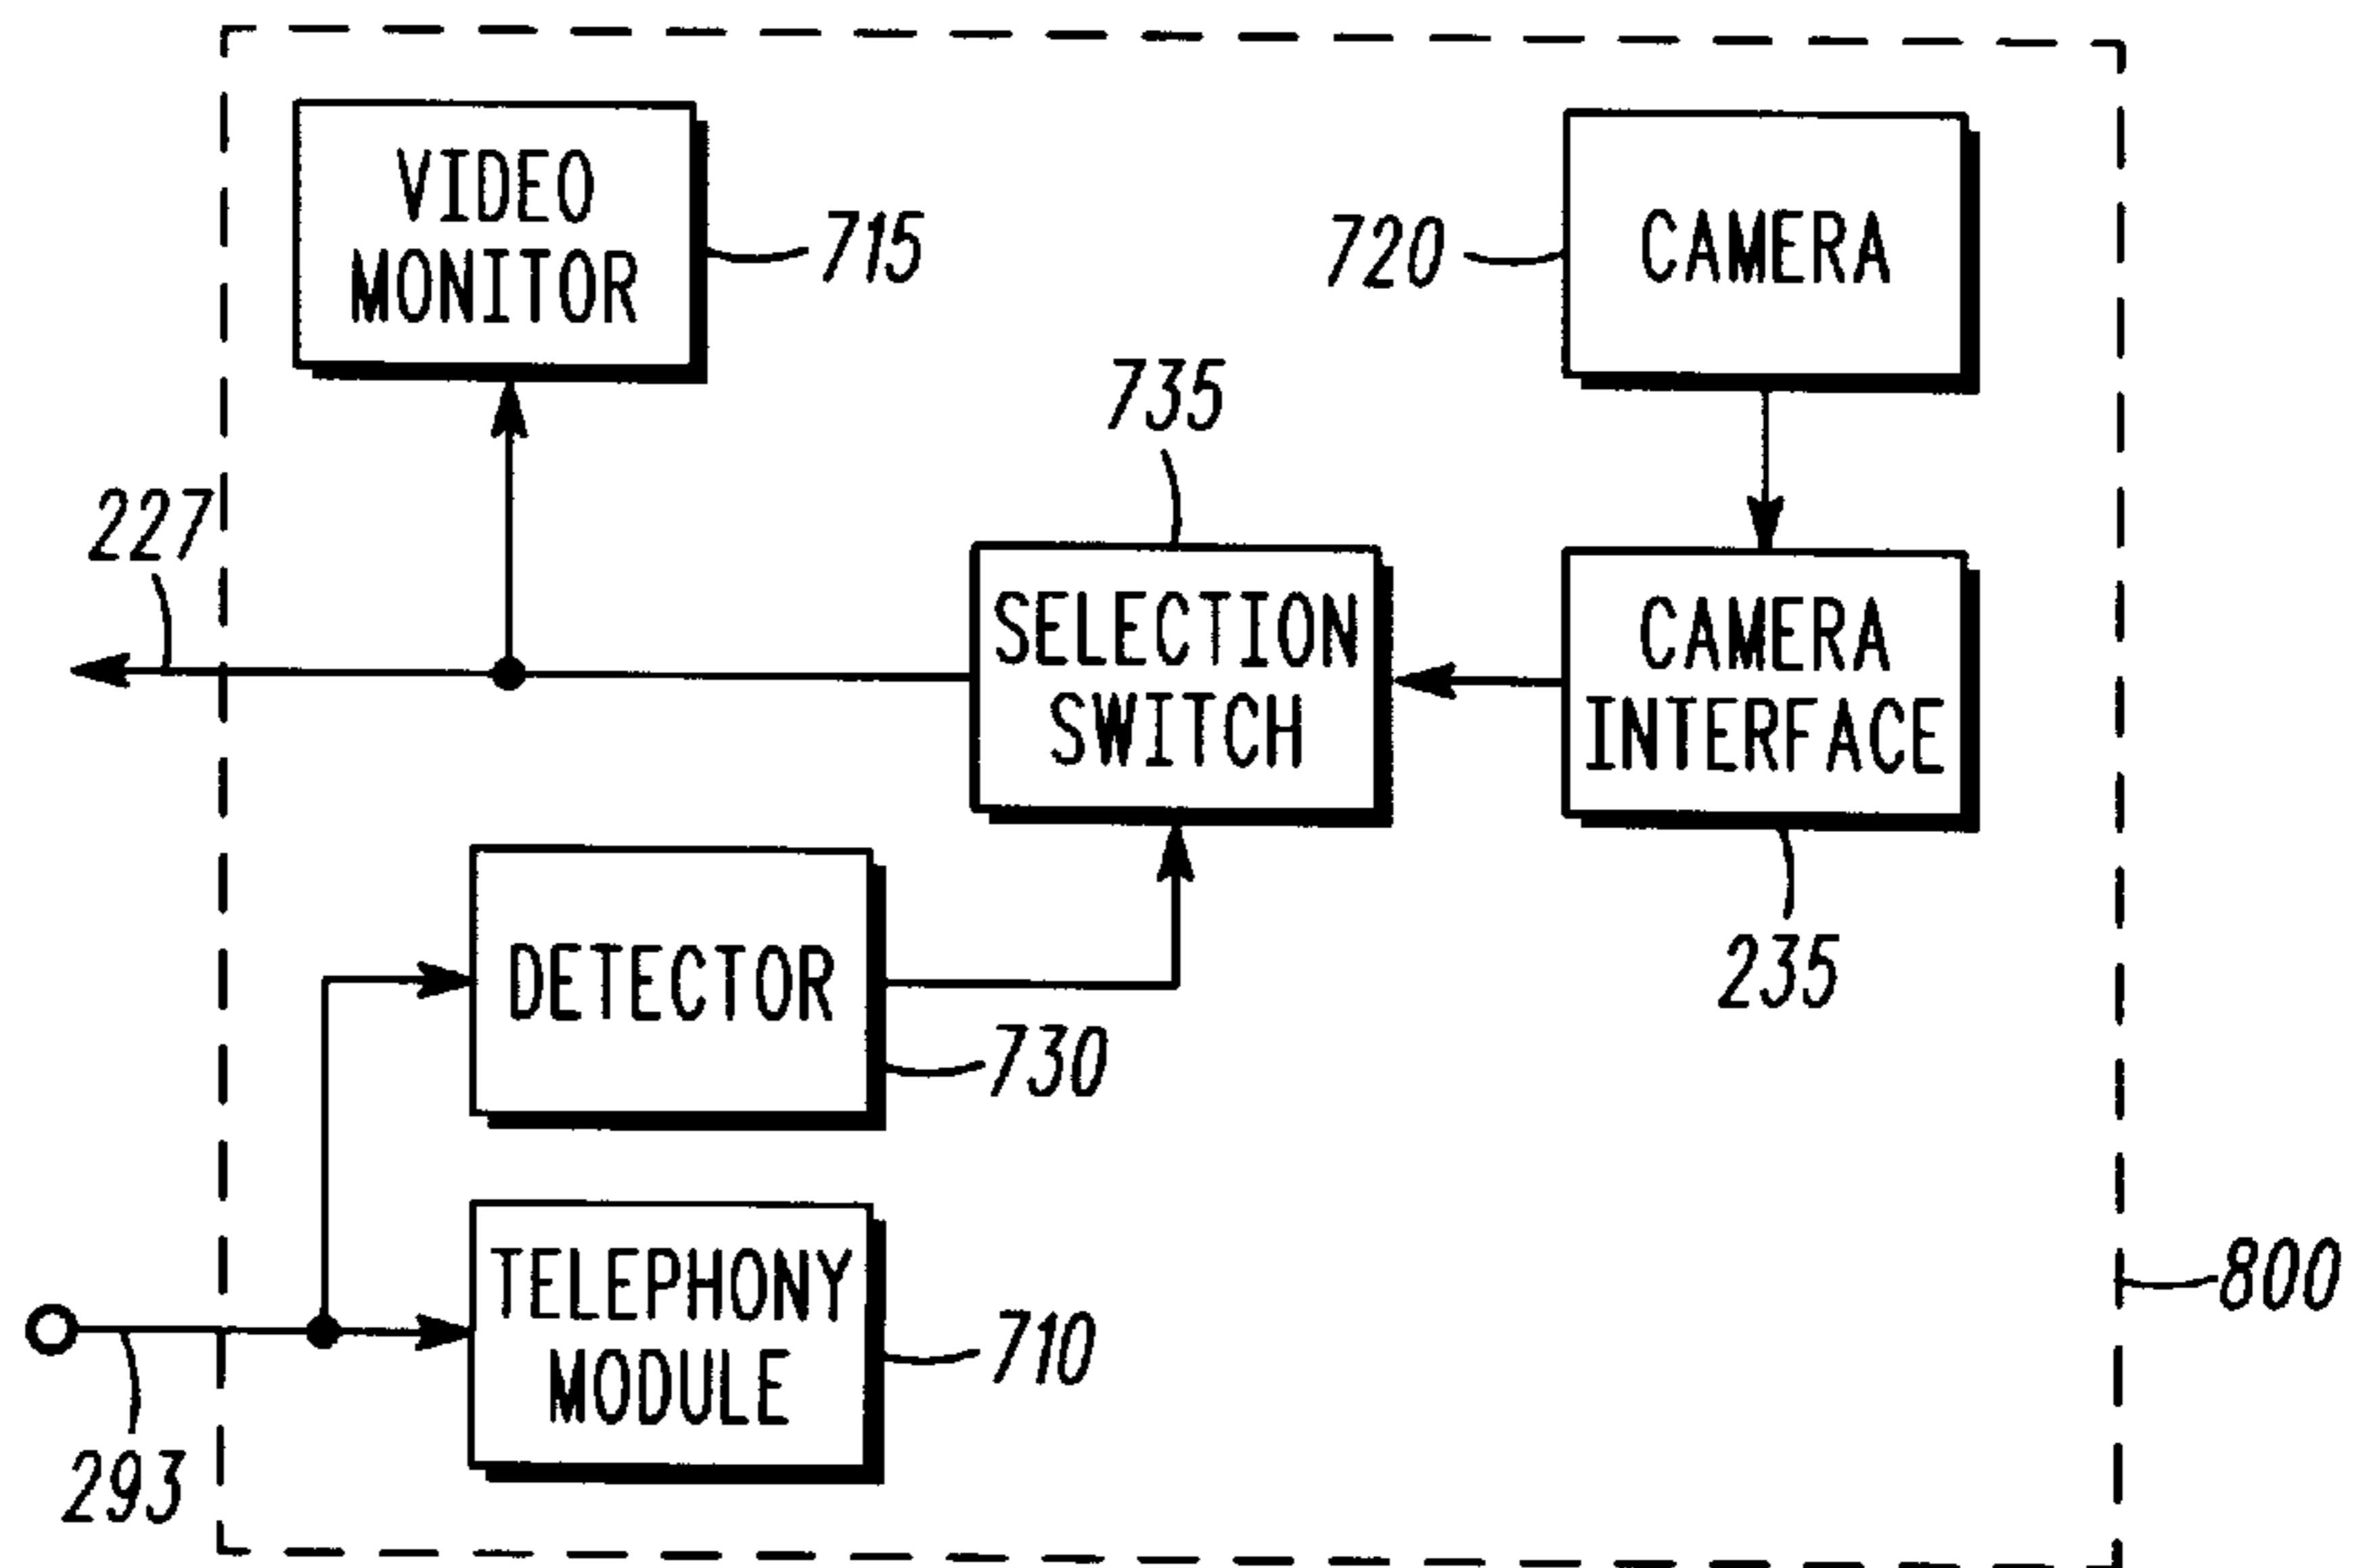 VIDEO
MONITOR
715
720
CAMERA
735
227
SELECTION
SWITCH
CAMERA
INTERFACE
235
DETECTOR
730
TELEPHONY
MODULE
710
800
293